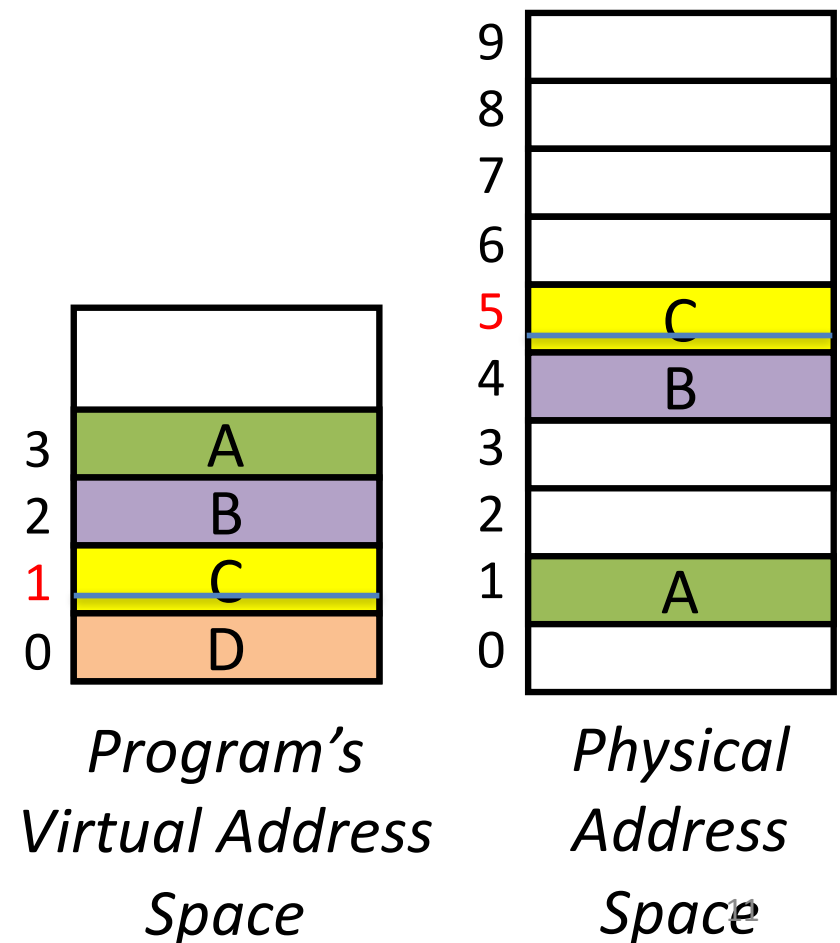 3 A
2 B
1 C
0 D
Program’s
Virtual Address
Space
9
8
7
6
5 C
4 B
3
2
1 A
0
Physical
Address
Space
11